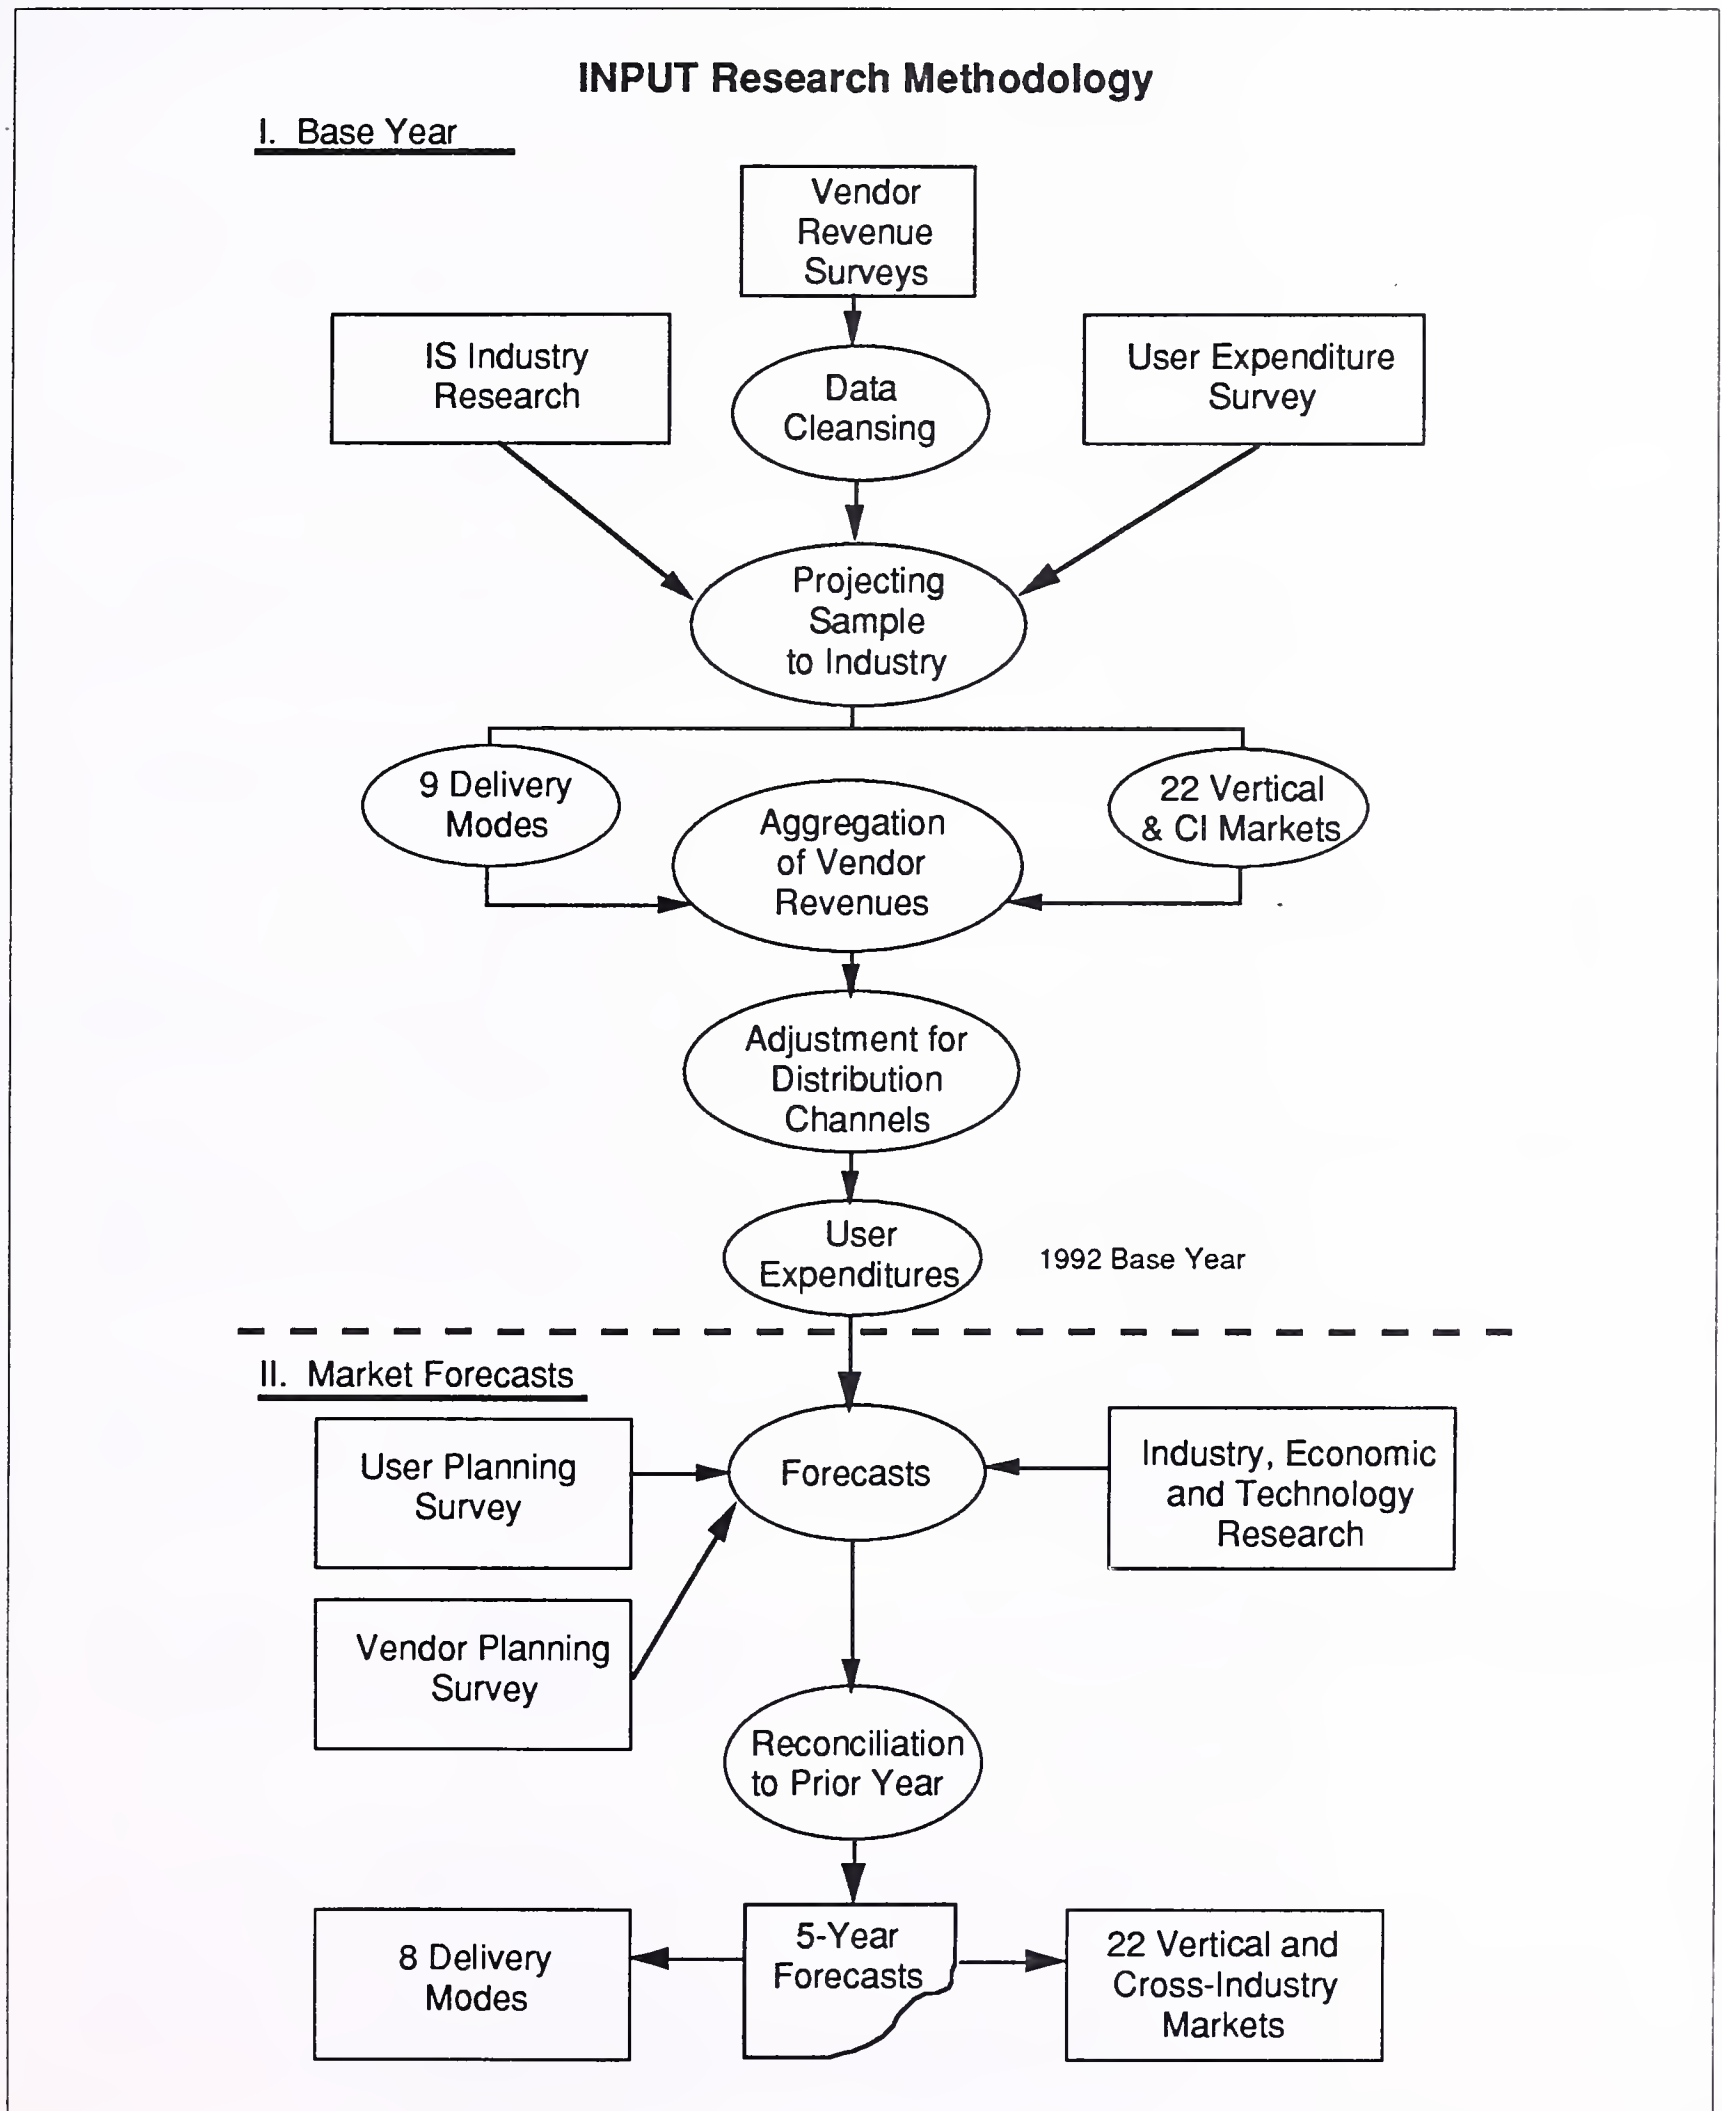 INPUT Research Methodology
I. Base Year
Vendor
Revenue
Surveys
IS Industry
Research
Data
Cleansing
User Expenditure
Survey
Projecting
Sample
to Industry
9 Delivery
Modes
Aggregation
of Vendor
Revenues
22 Vertical
& CI Markets
Adjustment for
Distribution
Channels
User
Expenditures
1992 Base Year
II. Market Forecasts
User Planning
Survey
Forecasts
Industry, Economic
and Technology
Research
Vendor Planning
Survey
Reconciliation
to Prior Year
8 Delivery
Modes
5-Year
Forecasts
22 Vertical and
Cross-Industry
Markets